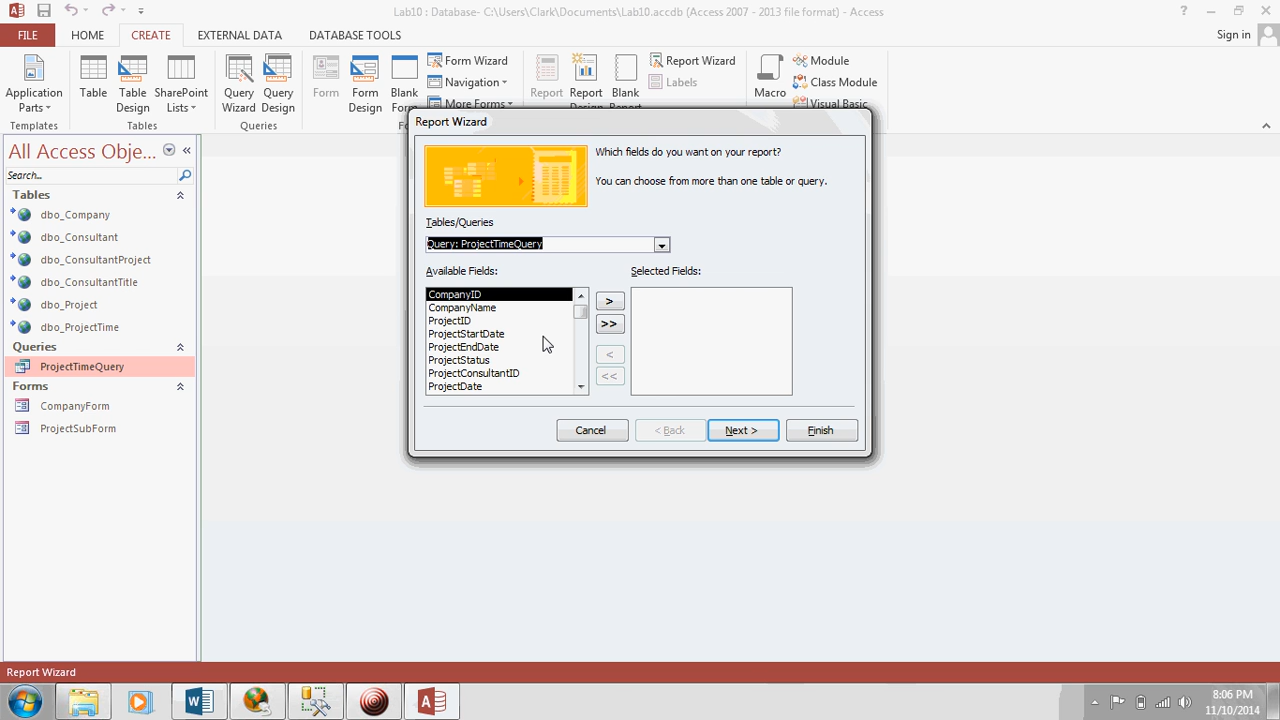 Lab10 : Database- C:\Users\Clark\Documents\Lab10.accdb (Access 2007 - 2013 file format) - Access
FILE HOME CREATE EXTERNAL DATA DATABASE TOOLS Sign in
Application Parts
Table
Table Design
SharePoint Lists
Query Wizard
Query Design
Form
Form Design
Blank Form
Form Wizard
Navigation
More Forms
Report
Report Design
Blank Report
Report Wizard
Labels
Macro
Module
Class Module
Visual Basic
Templates Tables Queries
All Access Obje...
Search...
Tables
dbo_Company
dbo_Consultant
dbo_ConsultantProject
dbo_ConsultantTitle
dbo_Project
dbo_ProjectTime
Queries
ProjectTimeQuery
Forms
CompanyForm
ProjectSubForm
Report Wizard
Which fields do you want on your report?
You can choose from more than one table or query.
Tables/Queries
Query: ProjectTimeQuery
Available Fields: Selected Fields:
CompanyID
CompanyName
ProjectID
ProjectStartDate
ProjectEndDate
ProjectStatus
ProjectConsultantID
ProjectDate
>
>>
<
<<
Cancel < Back Next > Finish
Report Wizard
8:06 PM
11/10/2014